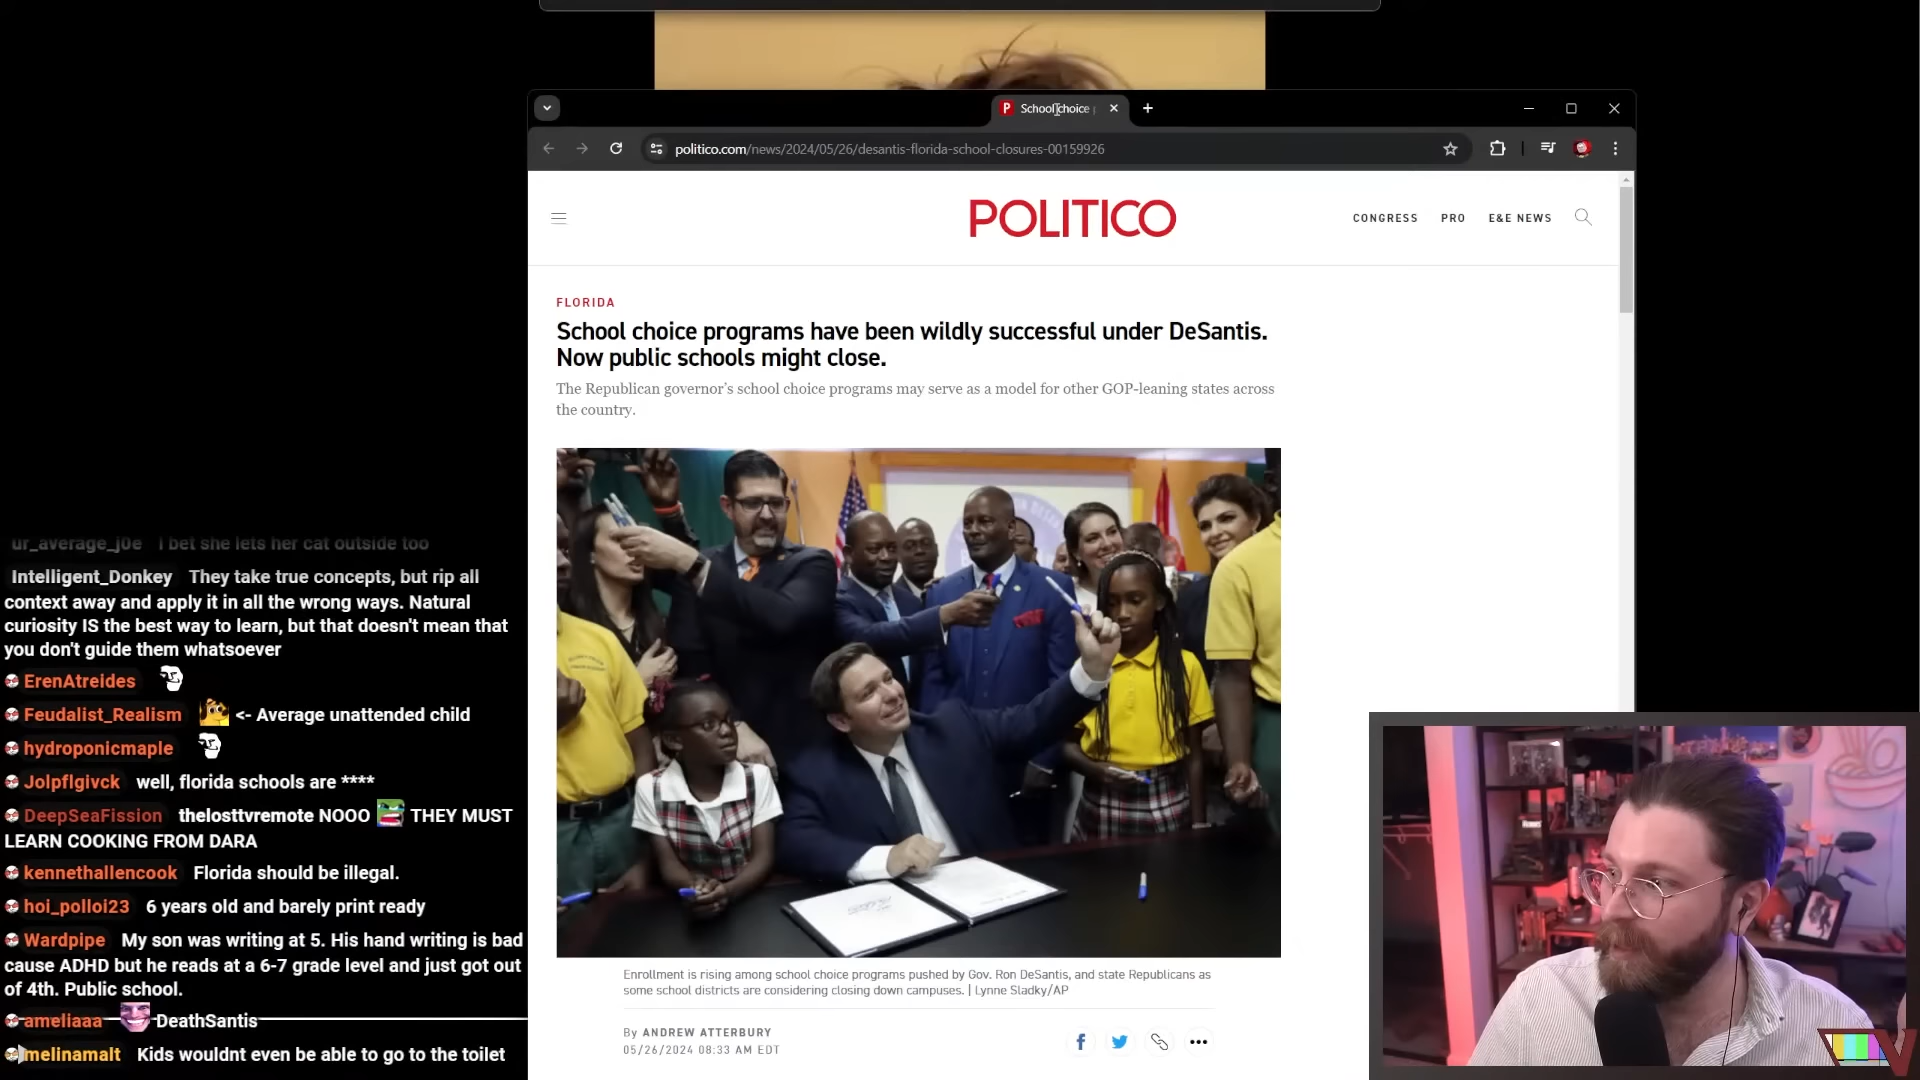 School choice
politico.com/news/2024/05/26/desantis-florida-school-closures-00159926
POLITICO
CONGRESS PRO E&E NEWS
FLORIDA
School choice programs have been wildly successful under DeSantis.
Now public schools might close.
The Republican governor's school choice programs may serve as a model for other GOP-leaning states across
the country.
Enrollment is rising among school choice programs pushed by Gov. Ron DeSantis, and state Republicans as
some school districts are considering closing down campuses. | Lynne Sladky/AP
By ANDREW ATTERBURY
05/26/2024 08:33 AM EDT
ur_average_j0e I bet she lets her cat outside too
Intelligent_Donkey They take true concepts, but rip all
context away and apply it in all the wrong ways. Natural
curiosity IS the best way to learn, but that doesn't mean that
you don't guide them whatsoever
ErenAtreides
Feudalist_Realism <- Average unattended child
hydroponicmaple
Jolpflgivck well, florida schools are ****
DeepSeaFission thelosttvremote NOOO THEY MUST
LEARN COOKING FROM DARA
kennethallencook Florida should be illegal.
hoi_polloi23 6 years old and barely print ready
Wardpipe My son was writing at 5. His hand writing is bad
cause ADHD but he reads at a 6-7 grade level and just got out
of 4th. Public school.
ameliaaa DeathSantis
melinamalt Kids wouldnt even be able to go to the toilet